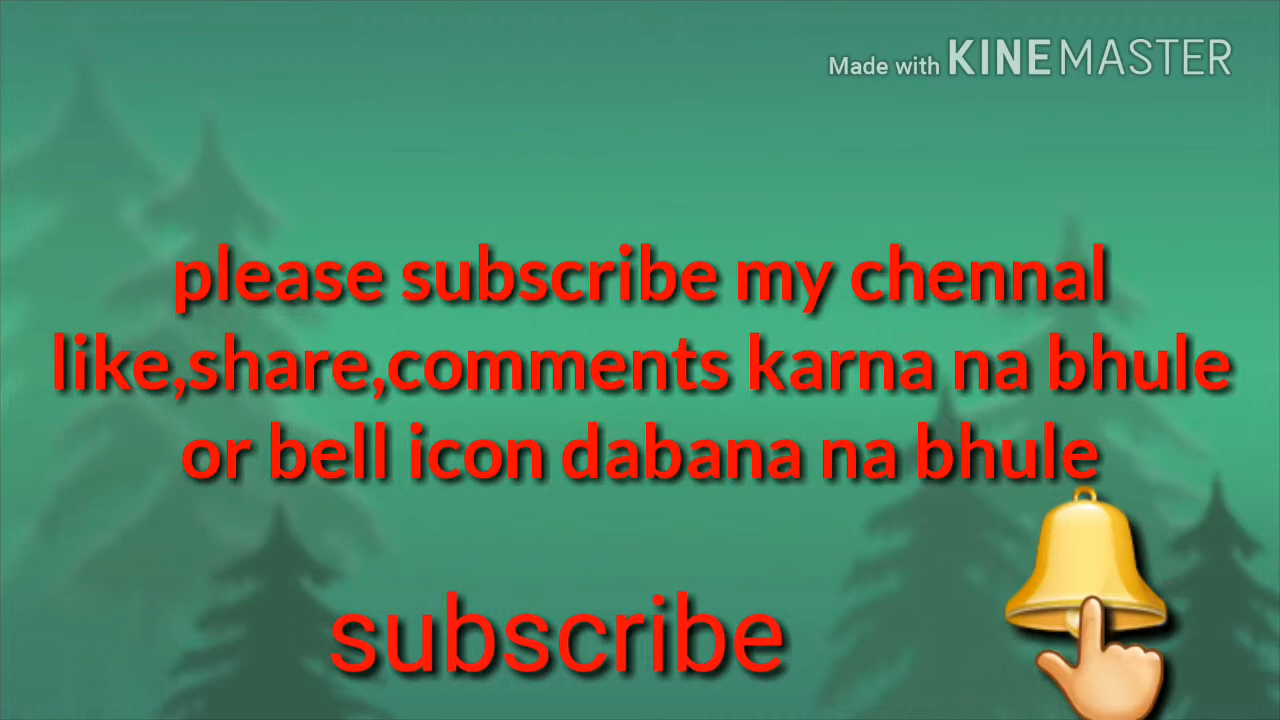 Made with KINEMASTER
please subscribe my chennal
like,share,comments karna na bhule
or bell icon dabana na bhule
subscribe